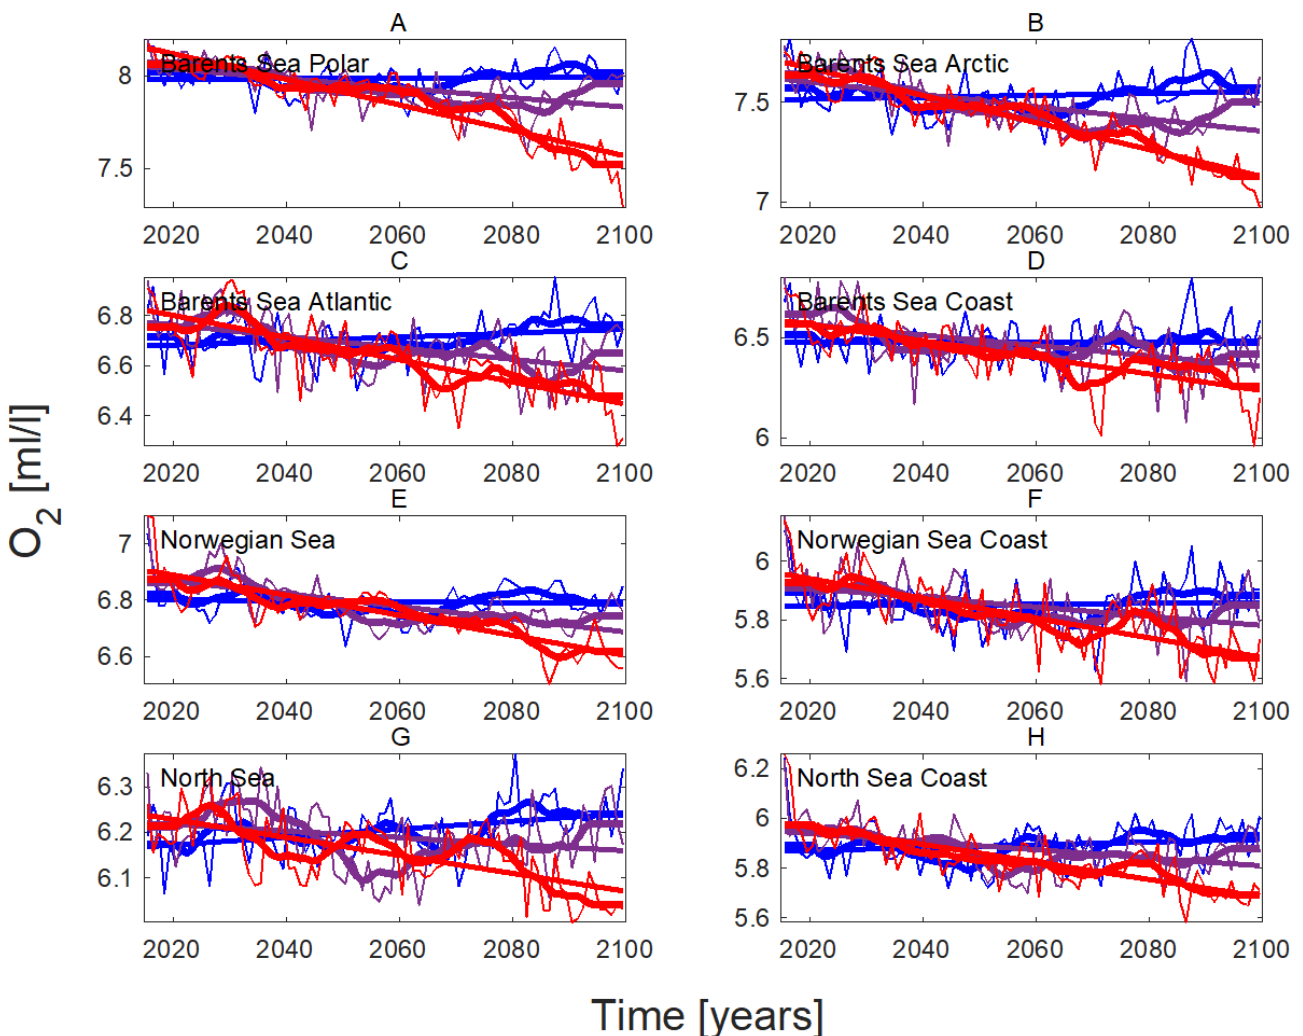 A
B
Barents Sea Polar
Barents Sea Arctic
8
7.5
7.5
7
2020 2040 2060 2080 2100
2020 2040 2060 2080 2100
C
D
Barents Sea Atlantic
Barents Sea Coast
6.8
6.6
6.4
6.5
6
2020 2040 2060 2080 2100
2020 2040 2060 2080 2100
E
F
Norwegian Sea
Norwegian Sea Coast
7
6.8
6.6
6
5.8
5.6
2020 2040 2060 2080 2100
2020 2040 2060 2080 2100
G
H
North Sea
North Sea Coast
6.3
6.2
6.1
6.2
6
5.8
5.6
2020 2040 2060 2080 2100
2020 2040 2060 2080 2100
O₂ [ml/l]
Time [years]